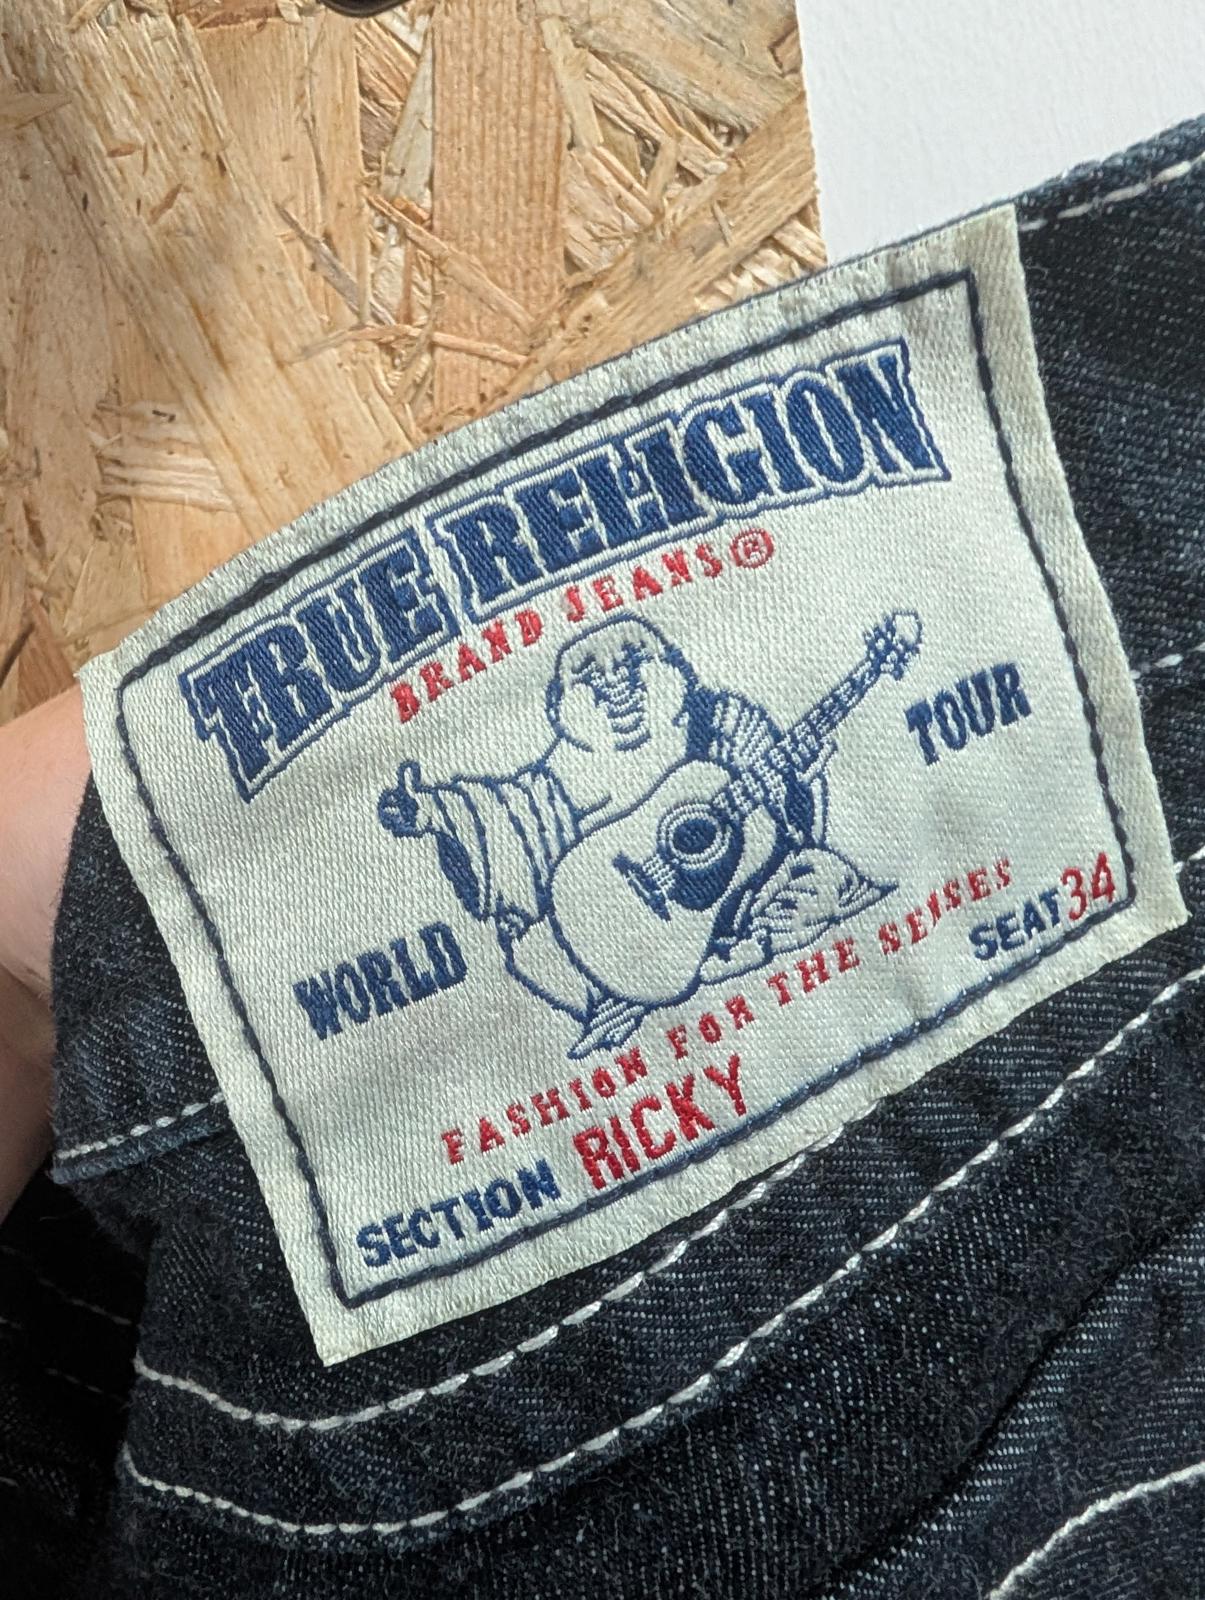 TRUE RELIGION
BRAND JEANS®
WORLD TOUR
FASHION FOR THE SENSES
SECTION RICKY SEAT 34